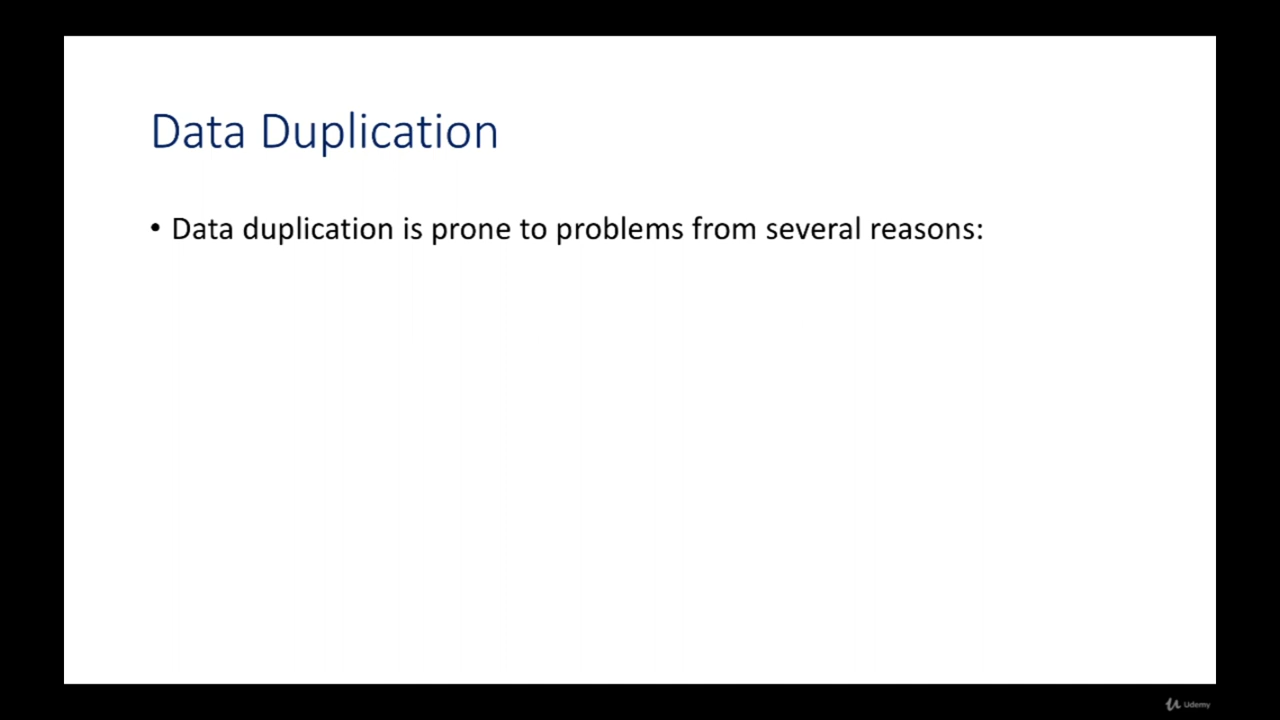 Data Duplication
• Data duplication is prone to problems from several reasons:
Udemy